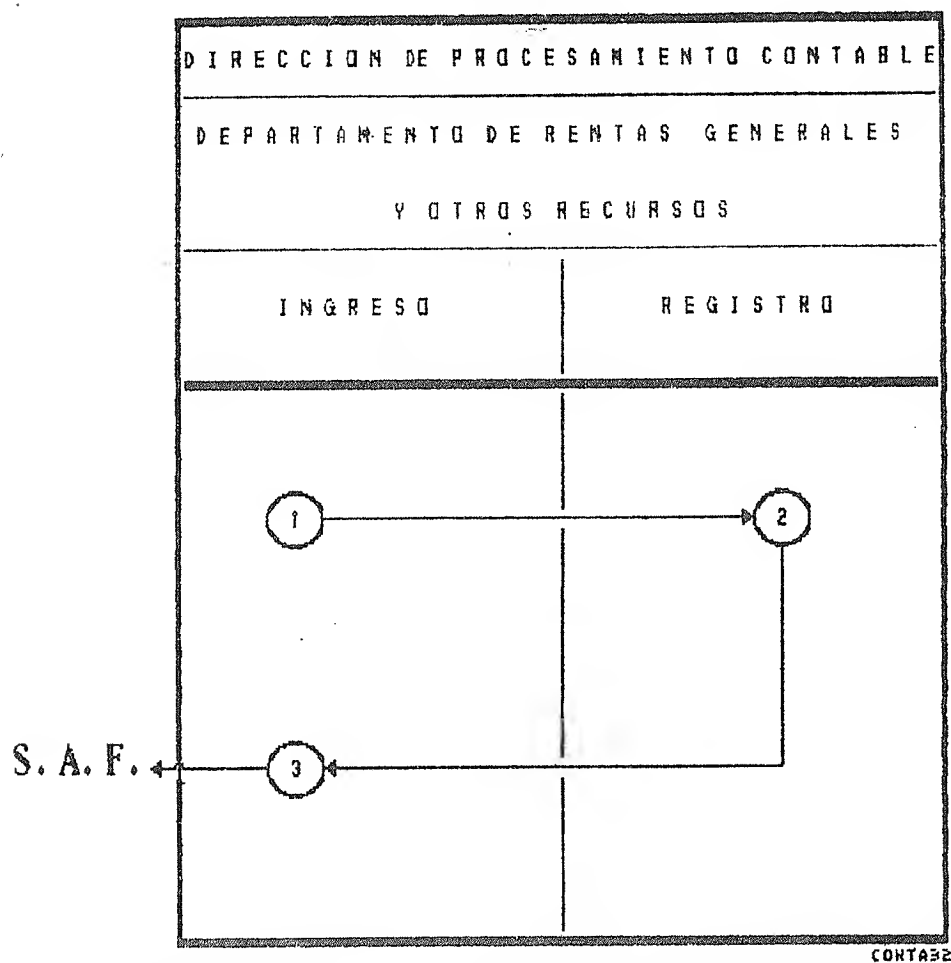 DIRECCION DE PROCESAMIENTO CONTABLE
DEPARTAMENTO DE RENTAS GENERALES
Y OTROS RECURSOS
INGRESO REGISTRO
1 2
S. A. F. 3
CONTA32